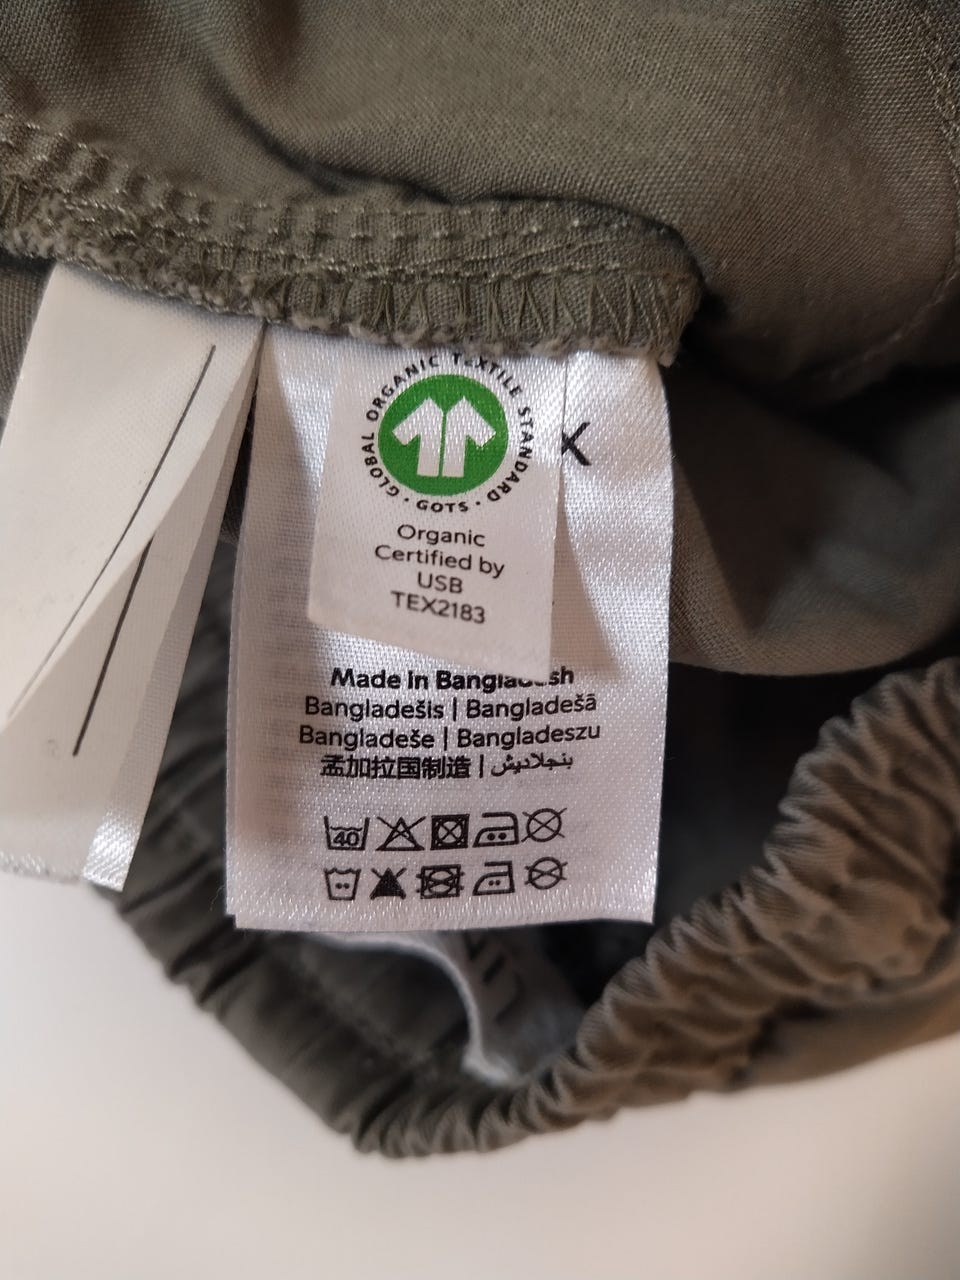 GLOBAL ORGANIC TEXTILE STANDARD · GOTS ·
K
Organic
Certified by
USB
TEX2183
Made in Bangladesh
Bangladešis | Bangladešā
Bangladeše | Bangladeszu
孟加拉国制造 | بنجلاديش
40